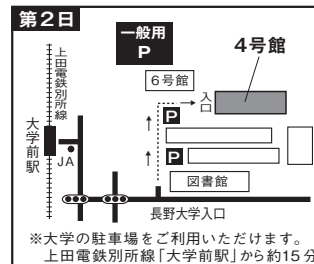 第2日
一般用
P
4号館
上田電鉄別所線
6号館
入口
P
大学前駅
JA
P
図書館
長野大学入口
※大学の駐車場をご利用いただけます。
上田電鉄別所線「大学前駅」から約15分